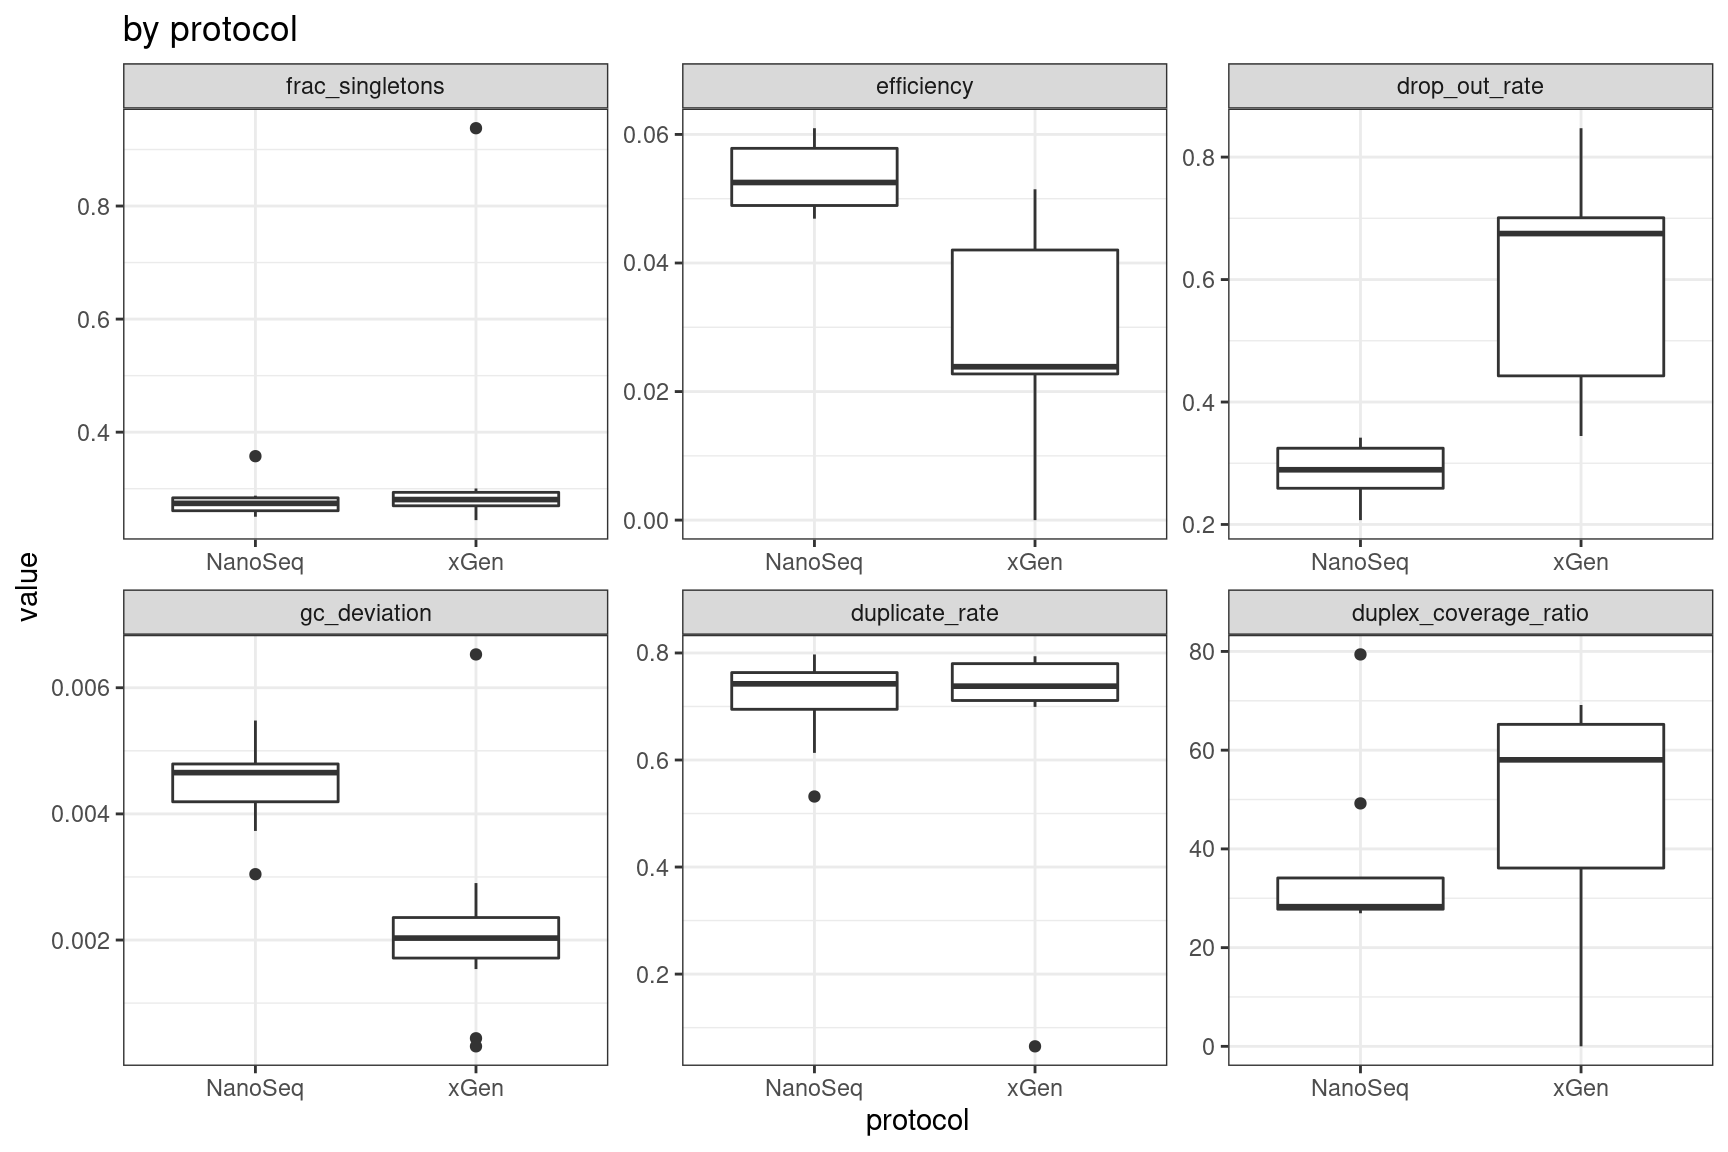 by protocol
frac_singletons
efficiency
drop_out_rate
0.8
0.6
0.4
0.06
0.04
0.02
0.00
0.8
0.6
0.4
0.2
NanoSeq xGen
NanoSeq xGen
NanoSeq xGen
value
gc_deviation
duplicate_rate
duplex_coverage_ratio
0.006
0.004
0.002
0.8
0.6
0.4
0.2
80
60
40
20
0
NanoSeq xGen
NanoSeq xGen
NanoSeq xGen
protocol